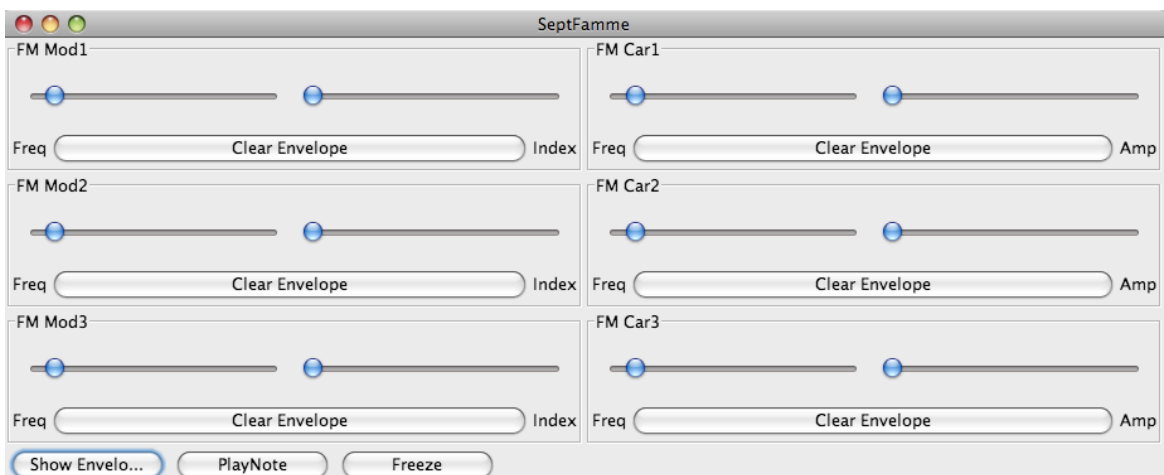 SeptFamme
FM Mod1
FM Car1
Freq Clear Envelope Index
Freq Clear Envelope Amp
FM Mod2
FM Car2
Freq Clear Envelope Index
Freq Clear Envelope Amp
FM Mod3
FM Car3
Freq Clear Envelope Index
Freq Clear Envelope Amp
Show Envelo... PlayNote Freeze